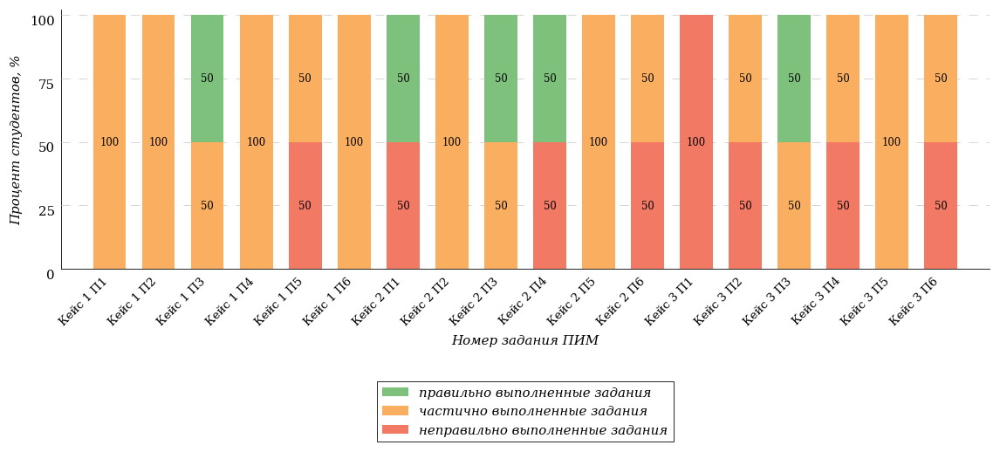 Процент студентов, %
100
75
50
25
0
50 50 50 50 50 50 50 50 50 50
100 100 100 100 100 100 100 100
50 50 50 50 50 50 50 50 50 50
Кейс 1 П1
Кейс 1 П2
Кейс 1 П3
Кейс 1 П4
Кейс 1 П5
Кейс 1 П6
Кейс 2 П1
Кейс 2 П2
Кейс 2 П3
Кейс 2 П4
Кейс 2 П5
Кейс 2 П6
Кейс 3 П1
Кейс 3 П2
Кейс 3 П3
Кейс 3 П4
Кейс 3 П5
Кейс 3 П6
Номер задания ПИМ
правильно выполненные задания
частично выполненные задания
неправильно выполненные задания